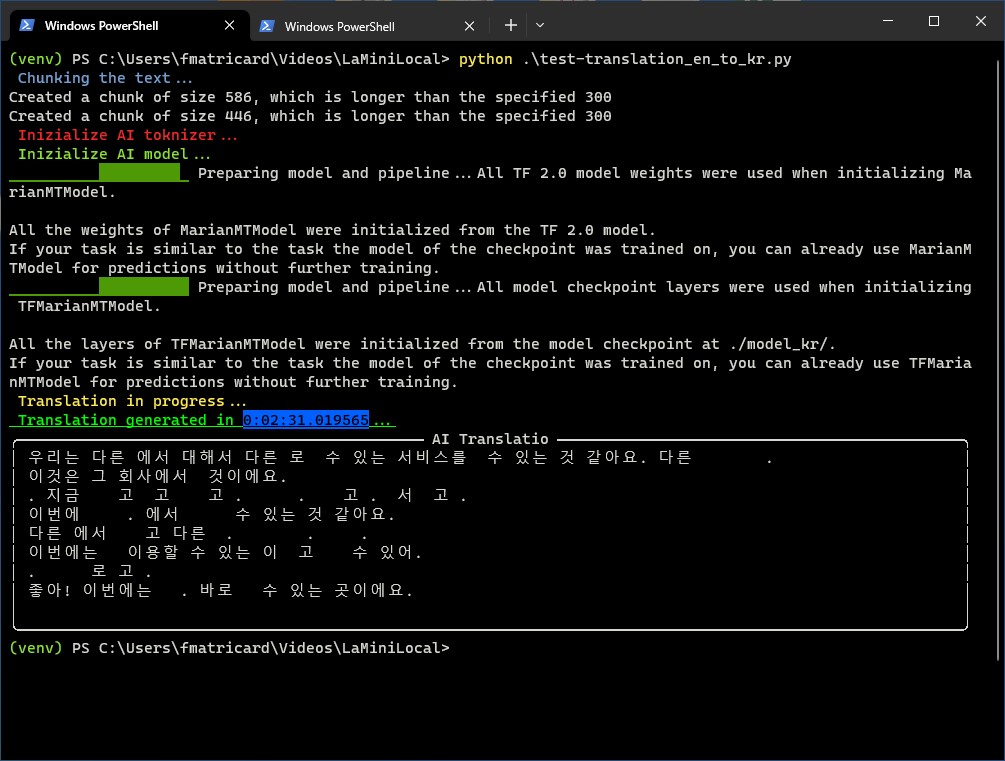 Windows PowerShell
Windows PowerShell
(venv) PS C:\Users\fmatricard\Videos\LaMiniLocal> python .\test-translation_en_to_kr.py
Chunking the text...
Created a chunk of size 586, which is longer than the specified 300
Created a chunk of size 446, which is longer than the specified 300
Inizialize AI toknizer...
Inizialize AI model...
Preparing model and pipeline...All TF 2.0 model weights were used when initializing Ma
rianMTModel.
All the weights of MarianMTModel were initialized from the TF 2.0 model.
If your task is similar to the task the model of the checkpoint was trained on, you can already use MarianM
TModel for predictions without further training.
Preparing model and pipeline...All model checkpoint layers were used when initializing
TFMarianMTModel.
All the layers of TFMarianMTModel were initialized from the model checkpoint at ./model_kr/.
If your task is similar to the task the model of the checkpoint was trained on, you can already use TFMaria
nMTModel for predictions without further training.
Translation in progress...
Translation generated in 0:02:31.019565...
AI Translatio
우리는 다른 에서 대해서 다른 로 수 있는 서비스를 수 있는 것 같아요. 다른 .
이것은 그 회사에서 것이에요.
. 지금 고 고 고 . . 고 . 서 고 .
이번에 . 에서 수 있는 것 같아요.
다른 에서 고 다른 . . .
이번에는 이용할 수 있는 이 고 수 있어.
. 로 고 .
좋아! 이번에는 . 바로 수 있는 곳이에요.
(venv) PS C:\Users\fmatricard\Videos\LaMiniLocal>